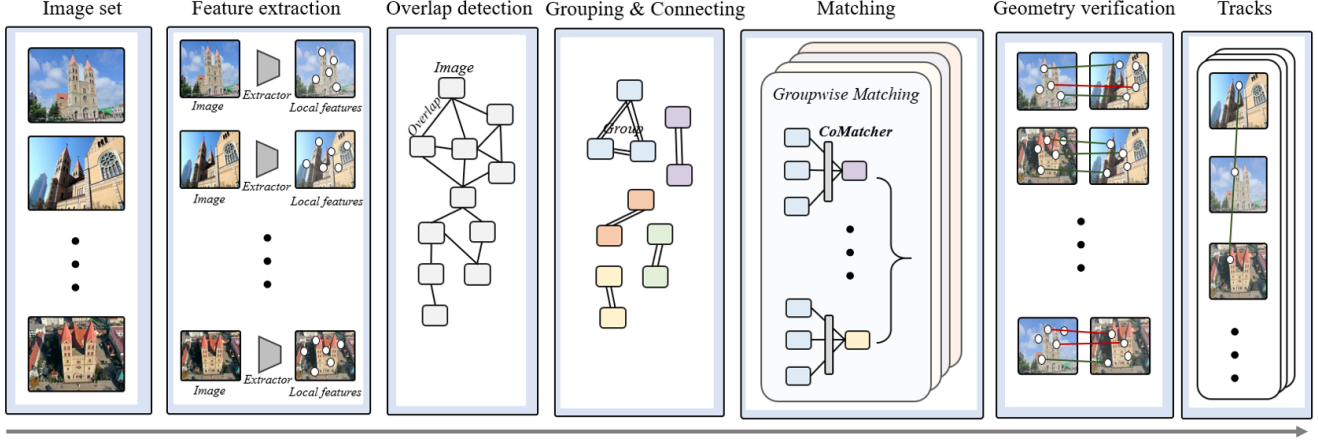 Image set
Feature extraction
Overlap detection
Grouping & Connecting
Matching
Geometry verification
Tracks
Image
Extractor
Local features
Image
Extractor
Local features
Image
Extractor
Local features
Image
Overlap
Group
Groupwise Matching
CoMatcher